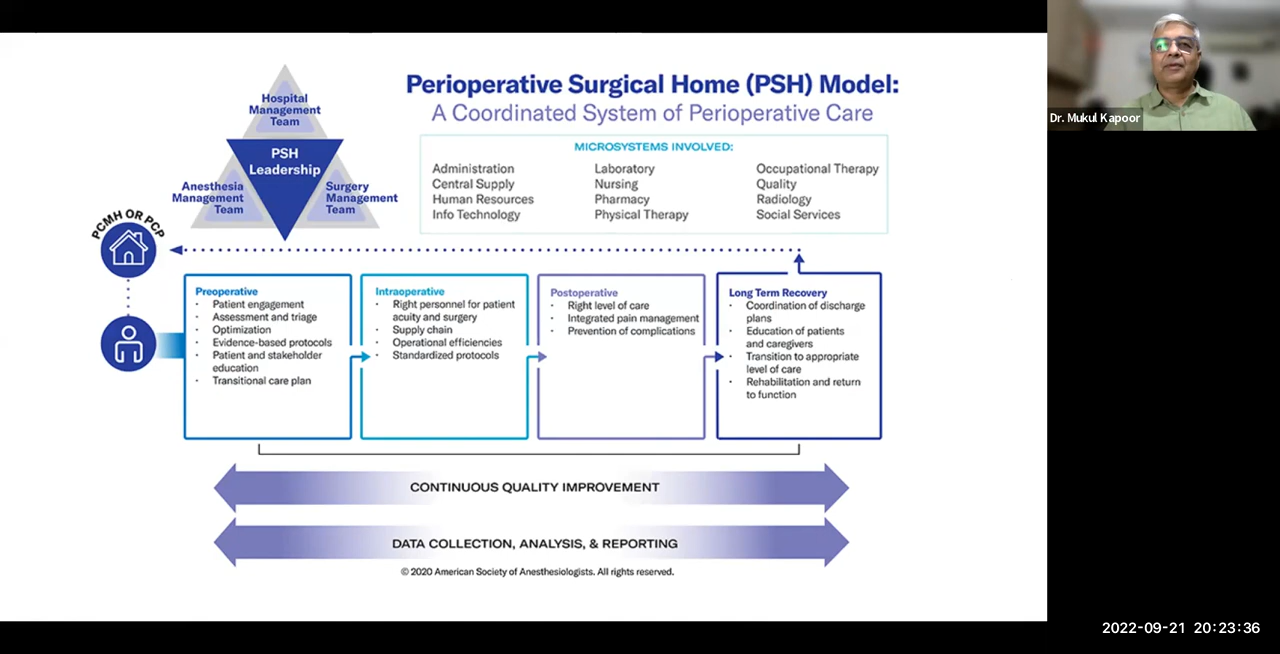 Perioperative Surgical Home (PSH) Model:
A Coordinated System of Perioperative Care
Hospital
Management
Team
PSH
Leadership
Anesthesia
Management
Team
Surgery
Management
Team
MICROSYSTEMS INVOLVED:
Administration
Central Supply
Human Resources
Info Technology
Laboratory
Nursing
Pharmacy
Physical Therapy
Occupational Therapy
Quality
Radiology
Social Services
PCMH OR PCP
Preoperative
· Patient engagement
· Assessment and triage
· Optimization
· Evidence-based protocols
· Patient and stakeholder
education
· Transitional care plan
Intraoperative
· Right personnel for patient
acuity and surgery
· Supply chain
· Operational efficiencies
· Standardized protocols
Postoperative
· Right level of care
· Integrated pain management
· Prevention of complications
Long Term Recovery
· Coordination of discharge
plans
· Education of patients
and caregivers
· Transition to appropriate
level of care
· Rehabilitation and return
to function
CONTINUOUS QUALITY IMPROVEMENT
DATA COLLECTION, ANALYSIS, & REPORTING
© 2020 American Society of Anesthesiologists. All rights reserved.
Dr. Mukul Kapoor
2022-09-21 20:23:36